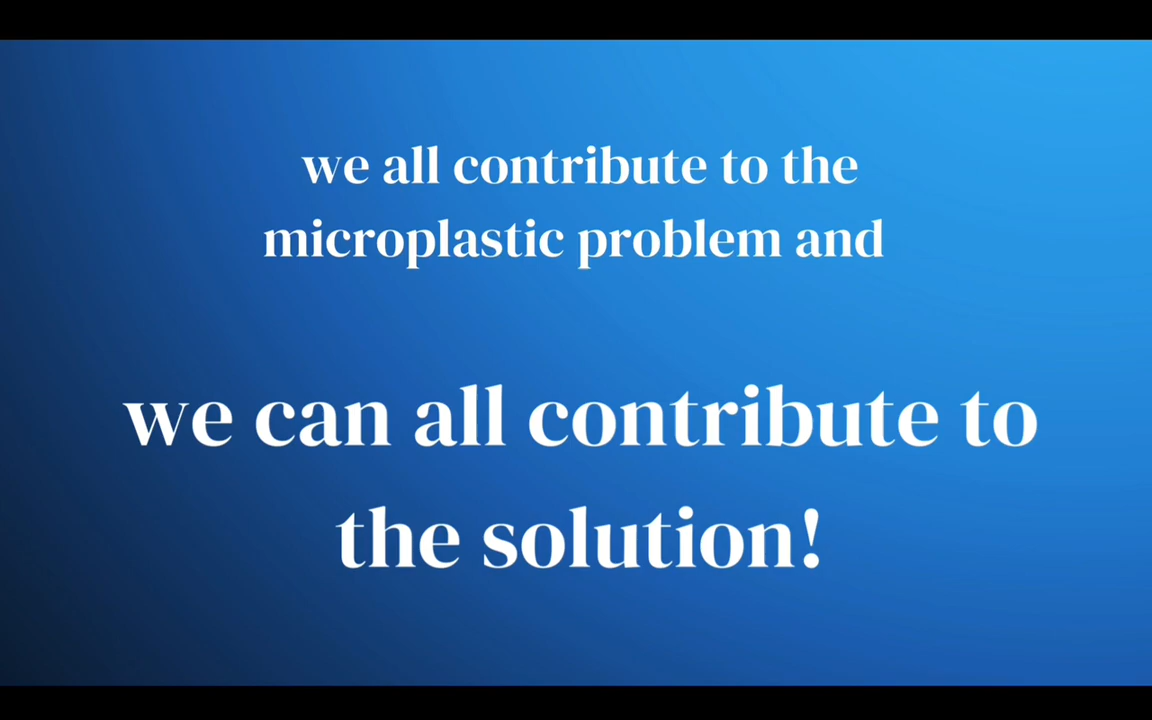 we all contribute to the
microplastic problem and
we can all contribute to
the solution!